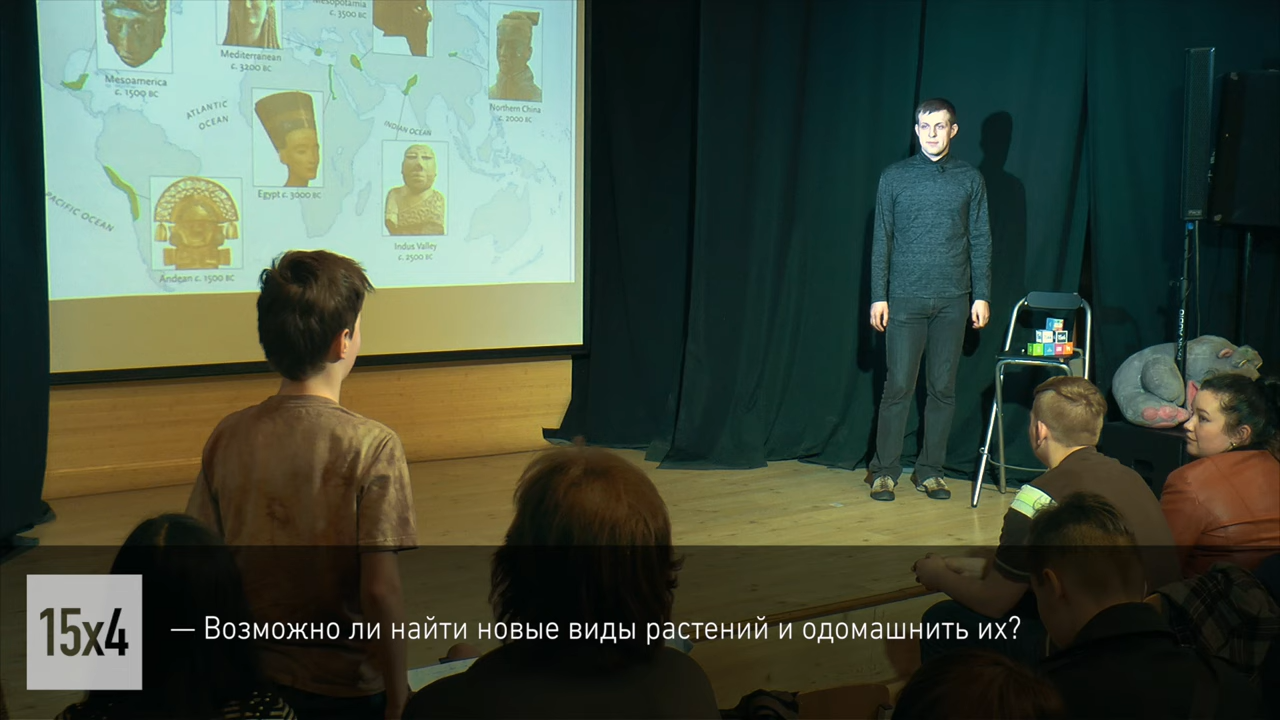 Mesopotamia
c. 3500 BC
Mediterranean
c. 3200 BC
Mesoamerica
c. 1500 BC
Northern China
c. 2000 BC
ATLANTIC
OCEAN
INDIAN OCEAN
Egypt c. 3000 BC
PACIFIC OCEAN
Indus Valley
c. 2500 BC
Andean c. 1500 BC
15x4
— Возможно ли найти новые виды растений и одомашнить их?